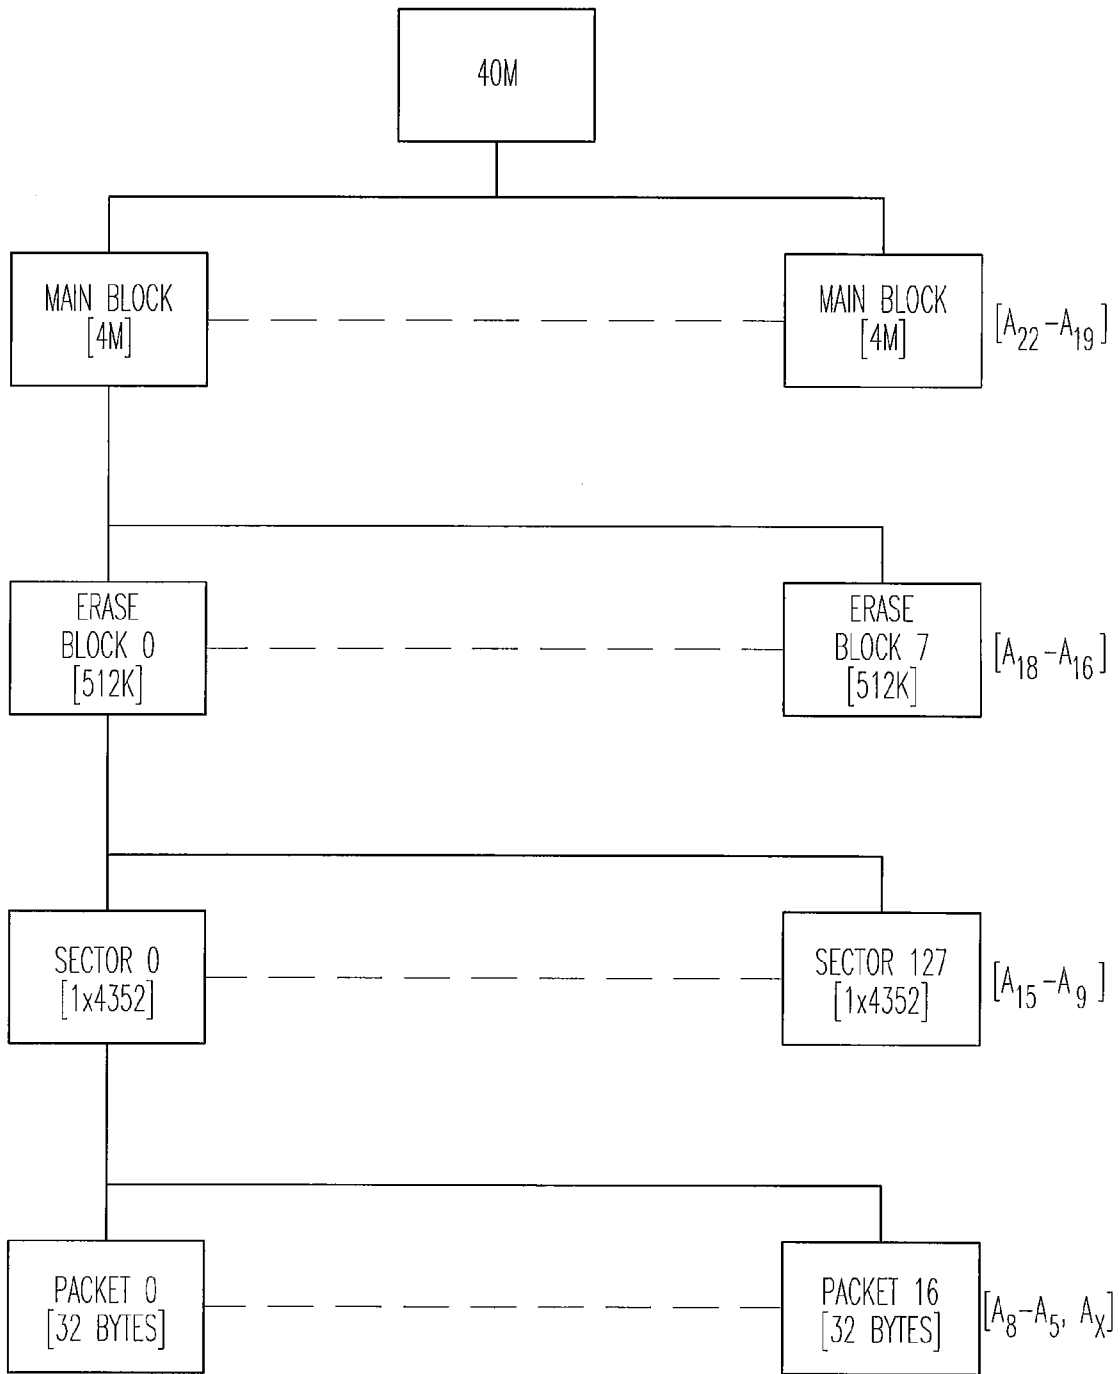 40M
MAIN BLOCK
[4M]
MAIN BLOCK
[4M]
[A22-A19]
ERASE
BLOCK 0
[512K]
ERASE
BLOCK 7
[512K]
[A18-A16]
SECTOR 0
[1x4352]
SECTOR 127
[1x4352]
[A15-A9]
PACKET 0
[32 BYTES]
PACKET 16
[32 BYTES]
[A8-A5, AX]